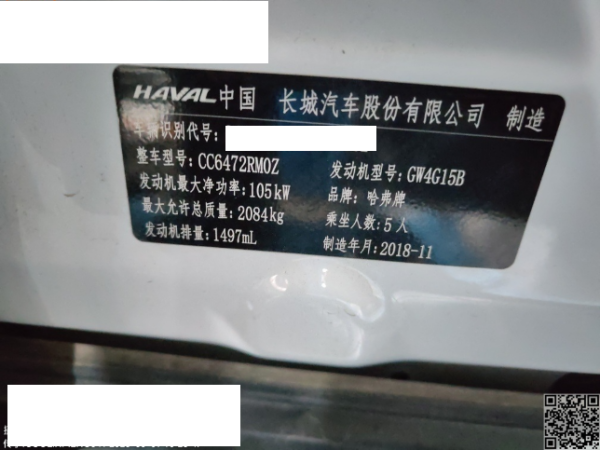 HAVAL中国 长城汽车股份有限公司 制造
车辆识别代号:
整车型号:CC6472RM0Z 发动机型号:GW4G15B
发动机最大净功率:105kW 品牌:哈弗牌
最大允许总质量:2084kg 乘坐人数:5人
发动机排量:1497mL 制造年月:2018-11